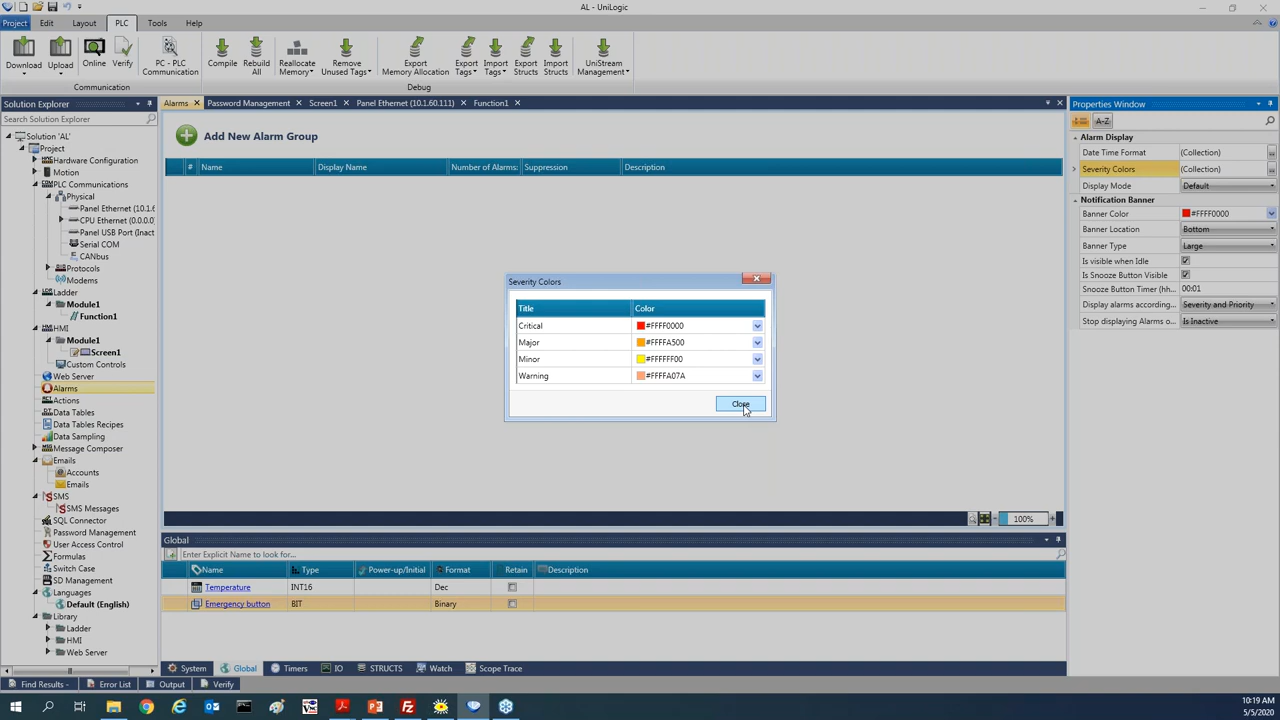 AL - UniLogic
Project Edit Layout PLC Tools Help
Download Upload Online Verify PC - PLC Communication Compile Rebuild All Reallocate Memory Remove Unused Tags Export Memory Allocation Export Tags Import Tags Export Structs Import Structs UniStream Management
Communication Debug
Solution Explorer
Search Solution Explorer
Solution 'AL'
Project
Hardware Configuration
Motion
PLC Communications
Physical
Panel Ethernet (10.1.6
CPU Ethernet (0.0.0.0
Panel USB Port (Inact
Serial COM
CANbus
Protocols
Modems
Ladder
Module1
Function1
HMI
Module1
Screen1
Custom Controls
Web Server
Alarms
Actions
Data Tables
Data Tables Recipes
Data Sampling
Message Composer
Emails
Accounts
Emails
SMS
SMS Messages
SQL Connector
Password Management
User Access Control
Formulas
Switch Case
SD Management
Languages
Default (English)
Library
Ladder
HMI
Web Server
Alarms Password Management Screen1 Panel Ethernet (10.1.60.111) Function1
Add New Alarm Group
# Name Display Name Number of Alarms: Suppression Description
Severity Colors
Title Color
Critical #FFFF0000
Major #FFFFA500
Minor #FFFFFF00
Warning #FFFFA07A
Close
100%
Global
Enter Explicit Name to look for...
Name Type Power-up/Initial Format Retain Description
Temperature INT16 Dec
Emergency button BIT Binary
System Global Timers IO STRUCTS Watch Scope Trace
Properties Window
A-Z
Alarm Display
Date Time Format (Collection)
Severity Colors (Collection)
Display Mode Default
Notification Banner
Banner Color #FFFF0000
Banner Location Bottom
Banner Type Large
Is visible when Idle
Is Snooze Button Visible
Snooze Button Timer (hh... 00:01
Display alarms according... Severity and Priority
Stop displaying Alarms o... Is Inactive
Find Results - Error List Output Verify
10:19 AM
5/5/2020